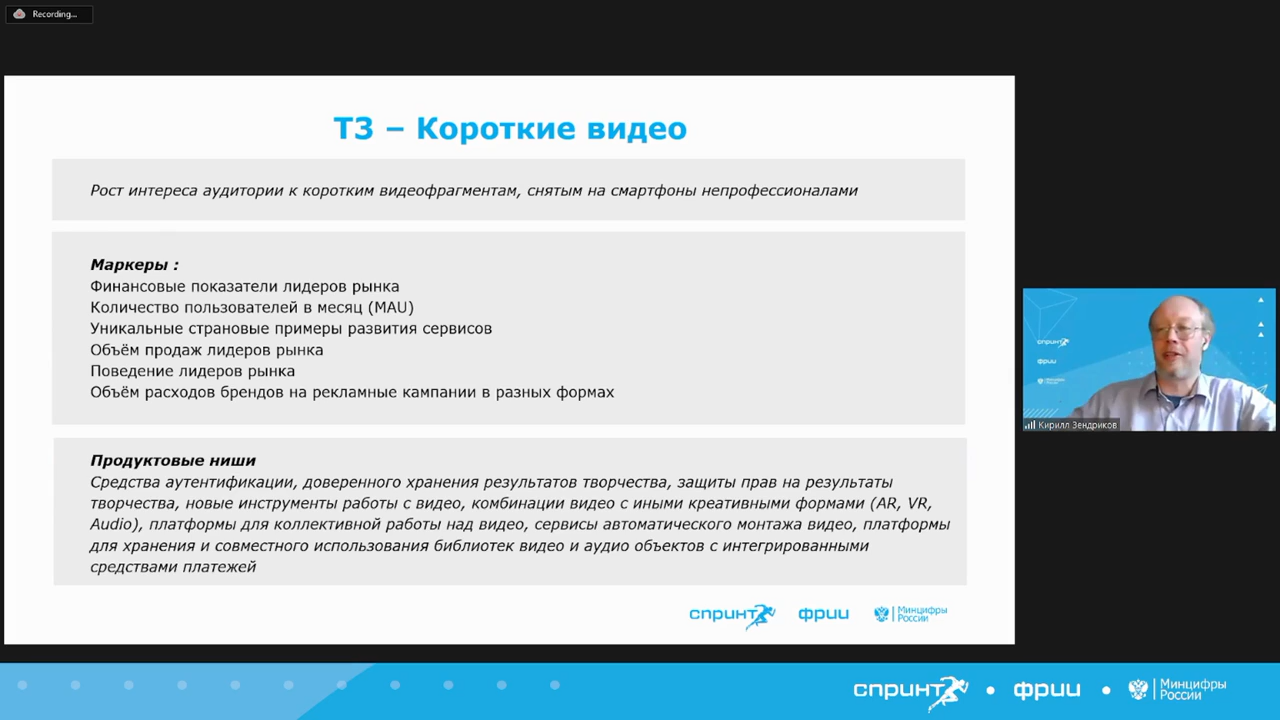 Recording...
Т3 – Короткие видео
Рост интереса аудитории к коротким видеофрагментам, снятым на смартфоны непрофессионалами
Маркеры :
Финансовые показатели лидеров рынка
Количество пользователей в месяц (MAU)
Уникальные страновые примеры развития сервисов
Объём продаж лидеров рынка
Поведение лидеров рынка
Объём расходов брендов на рекламные кампании в разных формах
Продуктовые ниши
Средства аутентификации, доверенного хранения результатов творчества, защиты прав на результаты
творчества, новые инструменты работы с видео, комбинации видео с иными креативными формами (AR, VR,
Audio), платформы для коллективной работы над видео, сервисы автоматического монтажа видео, платформы
для хранения и совместного использования библиотек видео и аудио объектов с интегрированными
средствами платежей
спринт фрии Минцифры
России
спринт
фрии
Кирилл Зендриков
спринт • фрии • Минцифры
России